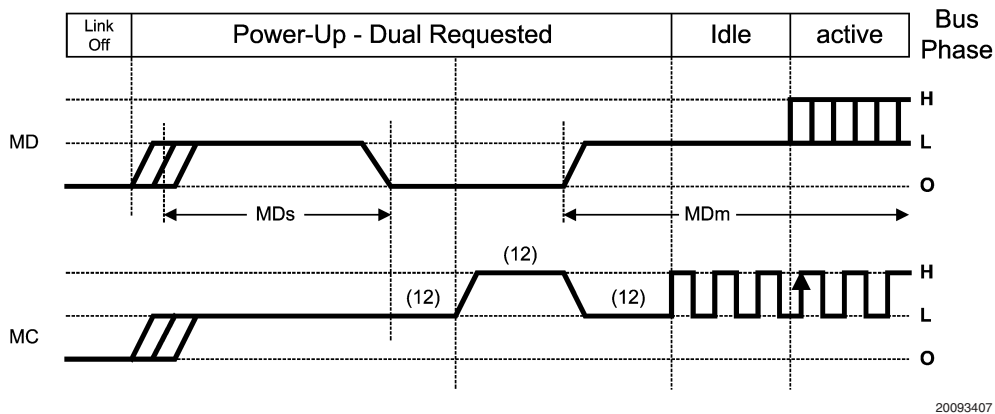 Link
Off
Power-Up - Dual Requested
Idle
active
Bus
Phase
H
MD
L
O
MDs
MDm
(12)
H
(12)
(12)
L
MC
O
20093407